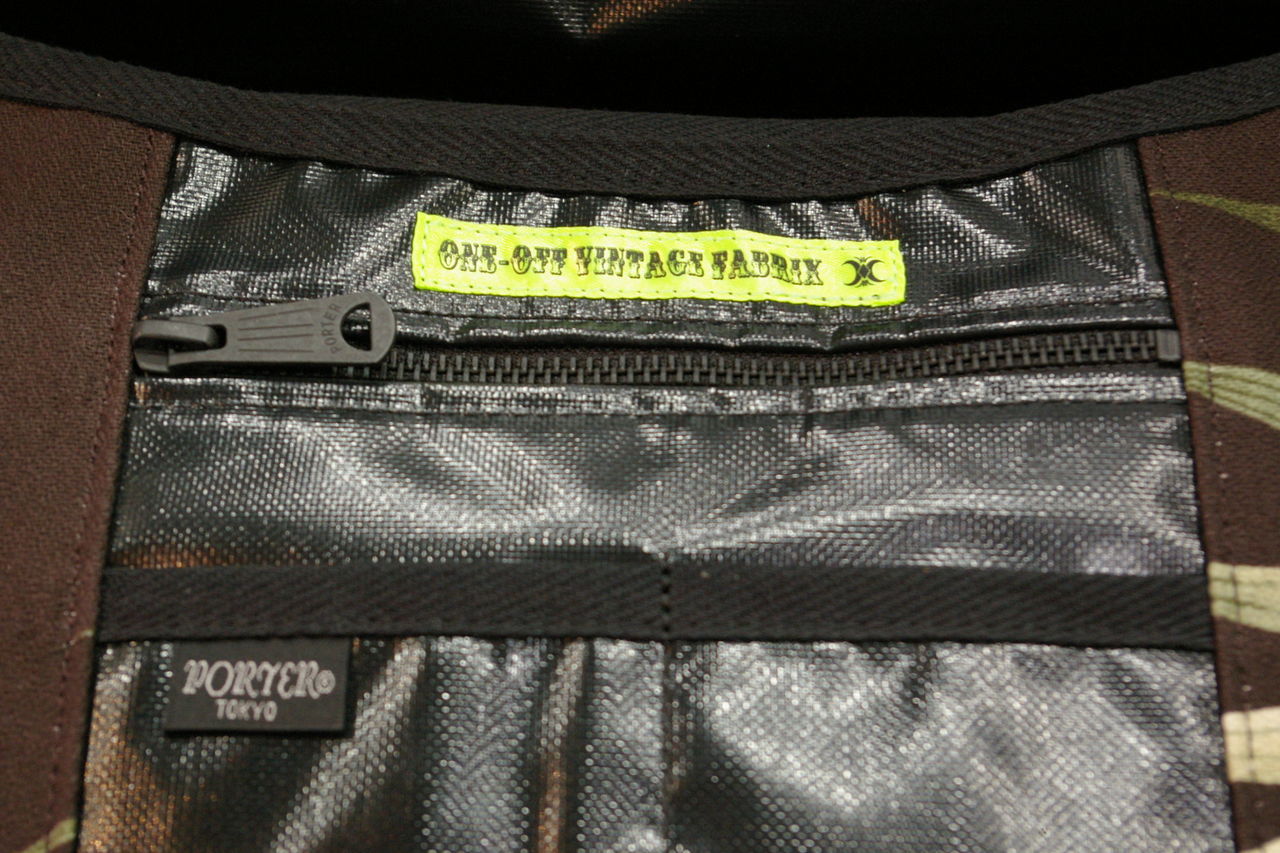 ONE-OFF VINTAGE FABRIX
PORTER
PORTER®
TOKYO